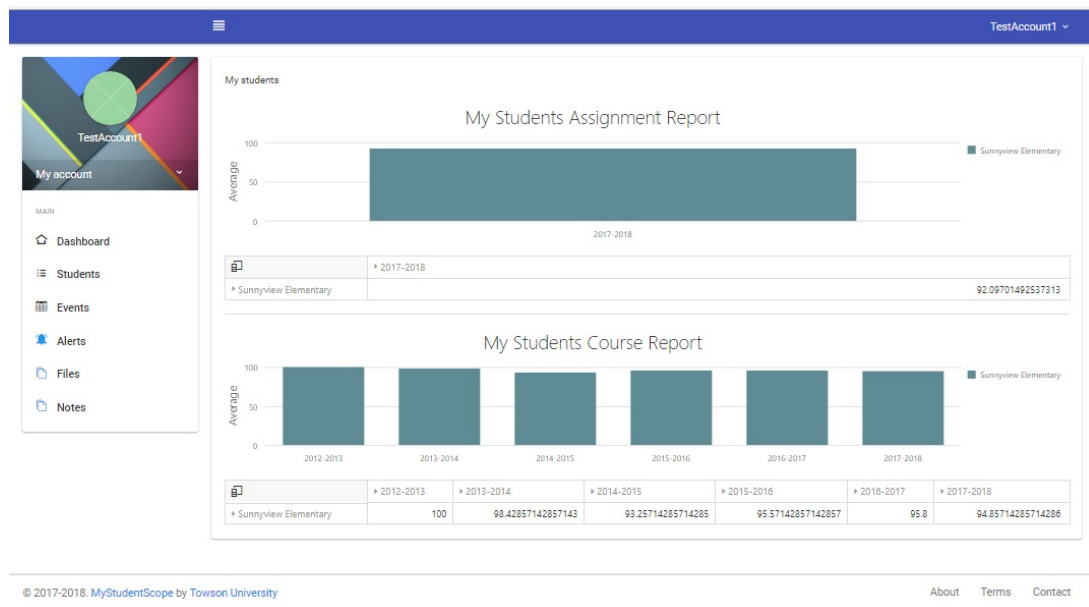 TestAccount1
TestAccount1
My account
MAIN
Dashboard
Students
Events
Alerts
Files
Notes
My students
My Students Assignment Report
100
50
0
Average
2017-2018
Sunnyview Elementary
2017-2018
Sunnyview Elementary 92.09701492537313
My Students Course Report
100
50
0
Average
2012-2013 2013-2014 2014-2015 2015-2016 2016-2017 2017-2018
Sunnyview Elementary
2012-2013 2013-2014 2014-2015 2015-2016 2016-2017 2017-2018
Sunnyview Elementary 100 98.42857142857143 93.25714285714285 95.57142857142857 95.8 94.85714285714286
© 2017-2018. MyStudentScope by Towson University
About Terms Contact